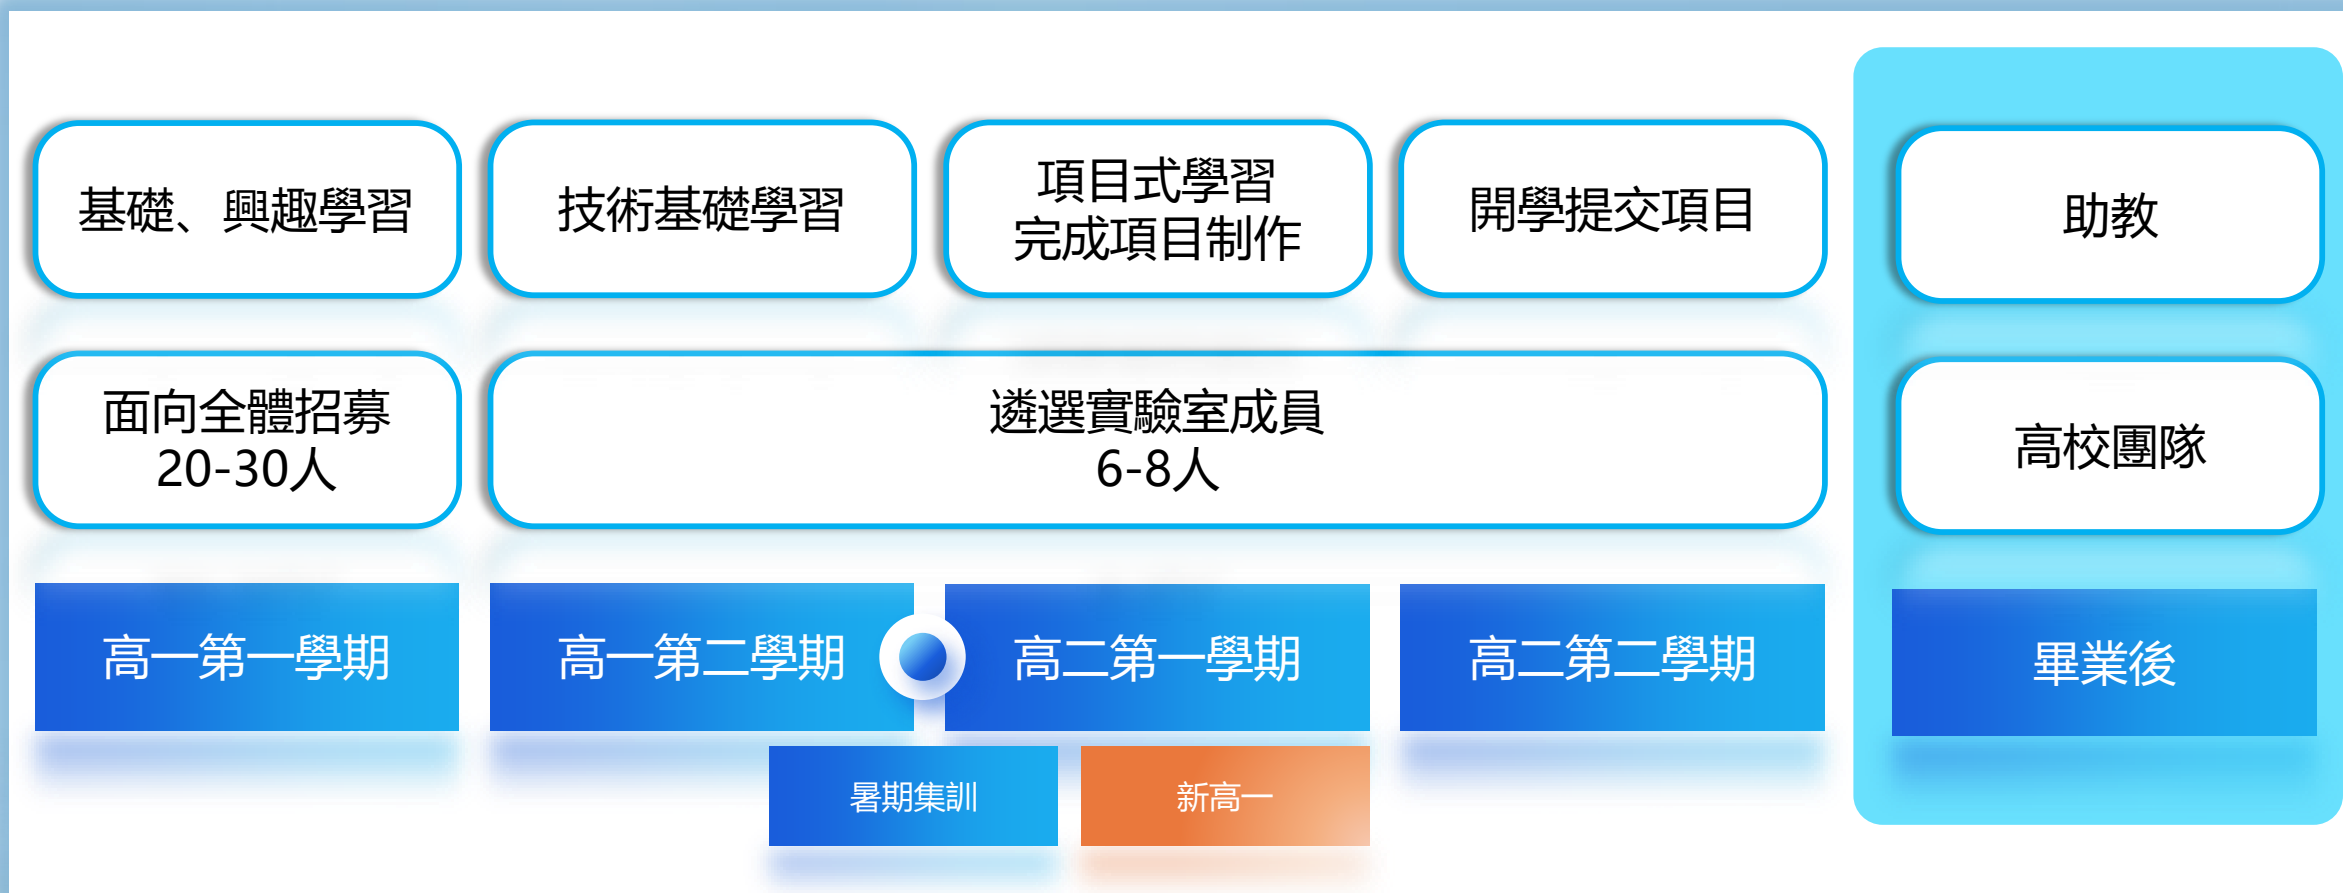 基礎、興趣學習
技術基礎學習
項目式學習
完成項目制作
開學提交項目
助教
面向全體招募
20-30人
遴選實驗室成員
6-8人
高校團隊
高一第一學期
高一第二學期
高二第一學期
高二第二學期
畢業後
暑期集訓
新高一